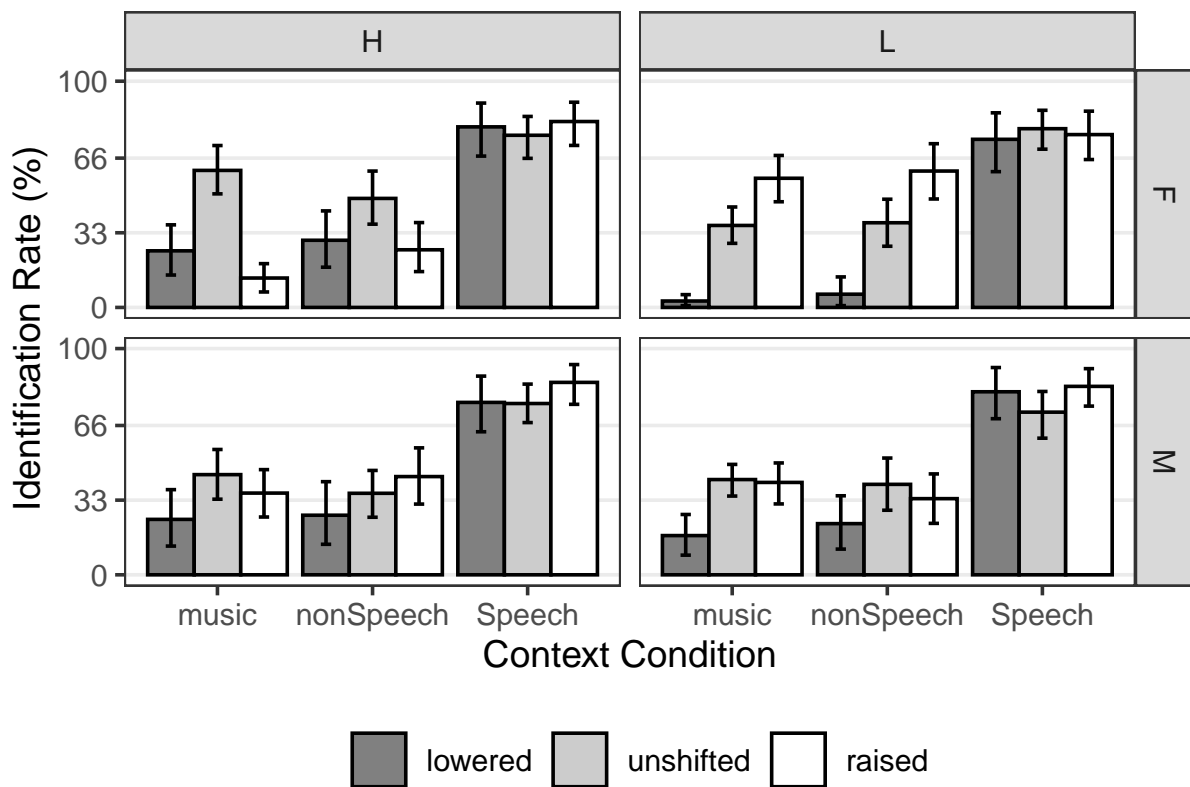 H L
100
66
33
0
F
100
66
33
0
M
Identification Rate (%)
music nonSpeech Speech music nonSpeech Speech
Context Condition
lowered unshifted raised